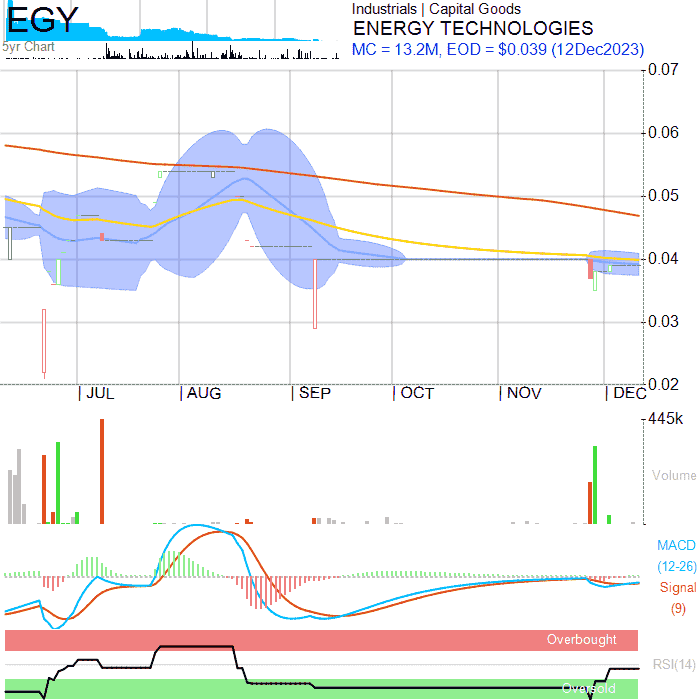 EGY
5yr Chart
Industrials | Capital Goods
ENERGY TECHNOLOGIES
MC = 13.2M, EOD = $0.039 (12Dec2023)
0.07
0.06
0.05
0.04
0.03
0.02
| JUL | AUG | SEP | OCT | NOV | DEC
445k
Volume
MACD
(12-26)
Signal
(9)
Overbought
RSI(14)
Oversold